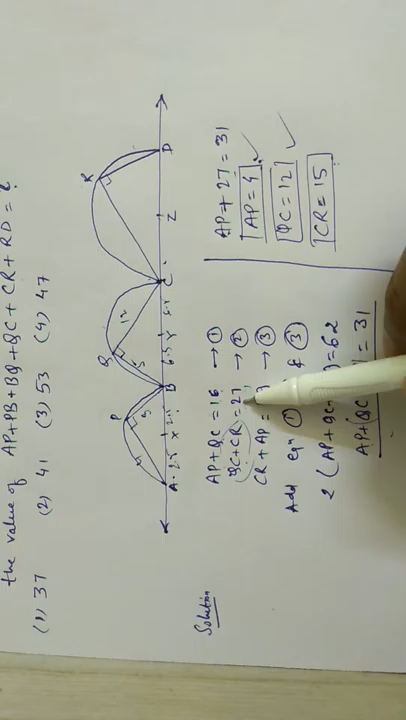 the value of AP+PB+BQ+QC+CR+RD = ?
(1) 37 (2) 41 (3) 53 (4) 47
P
Q
R
4
3
5
12
A 2.5 X 2.5 B 6.5 Y 6.5 C Z D
Solution
AP+QC = 16 → ①
QC+CR = 27 → ②
CR + AP = → ③
Add eqn ① & ③
2 (AP+QC = 62
AP+QC = 31
AP + 27 = 31
AP = 4
QC = 12
CR = 15